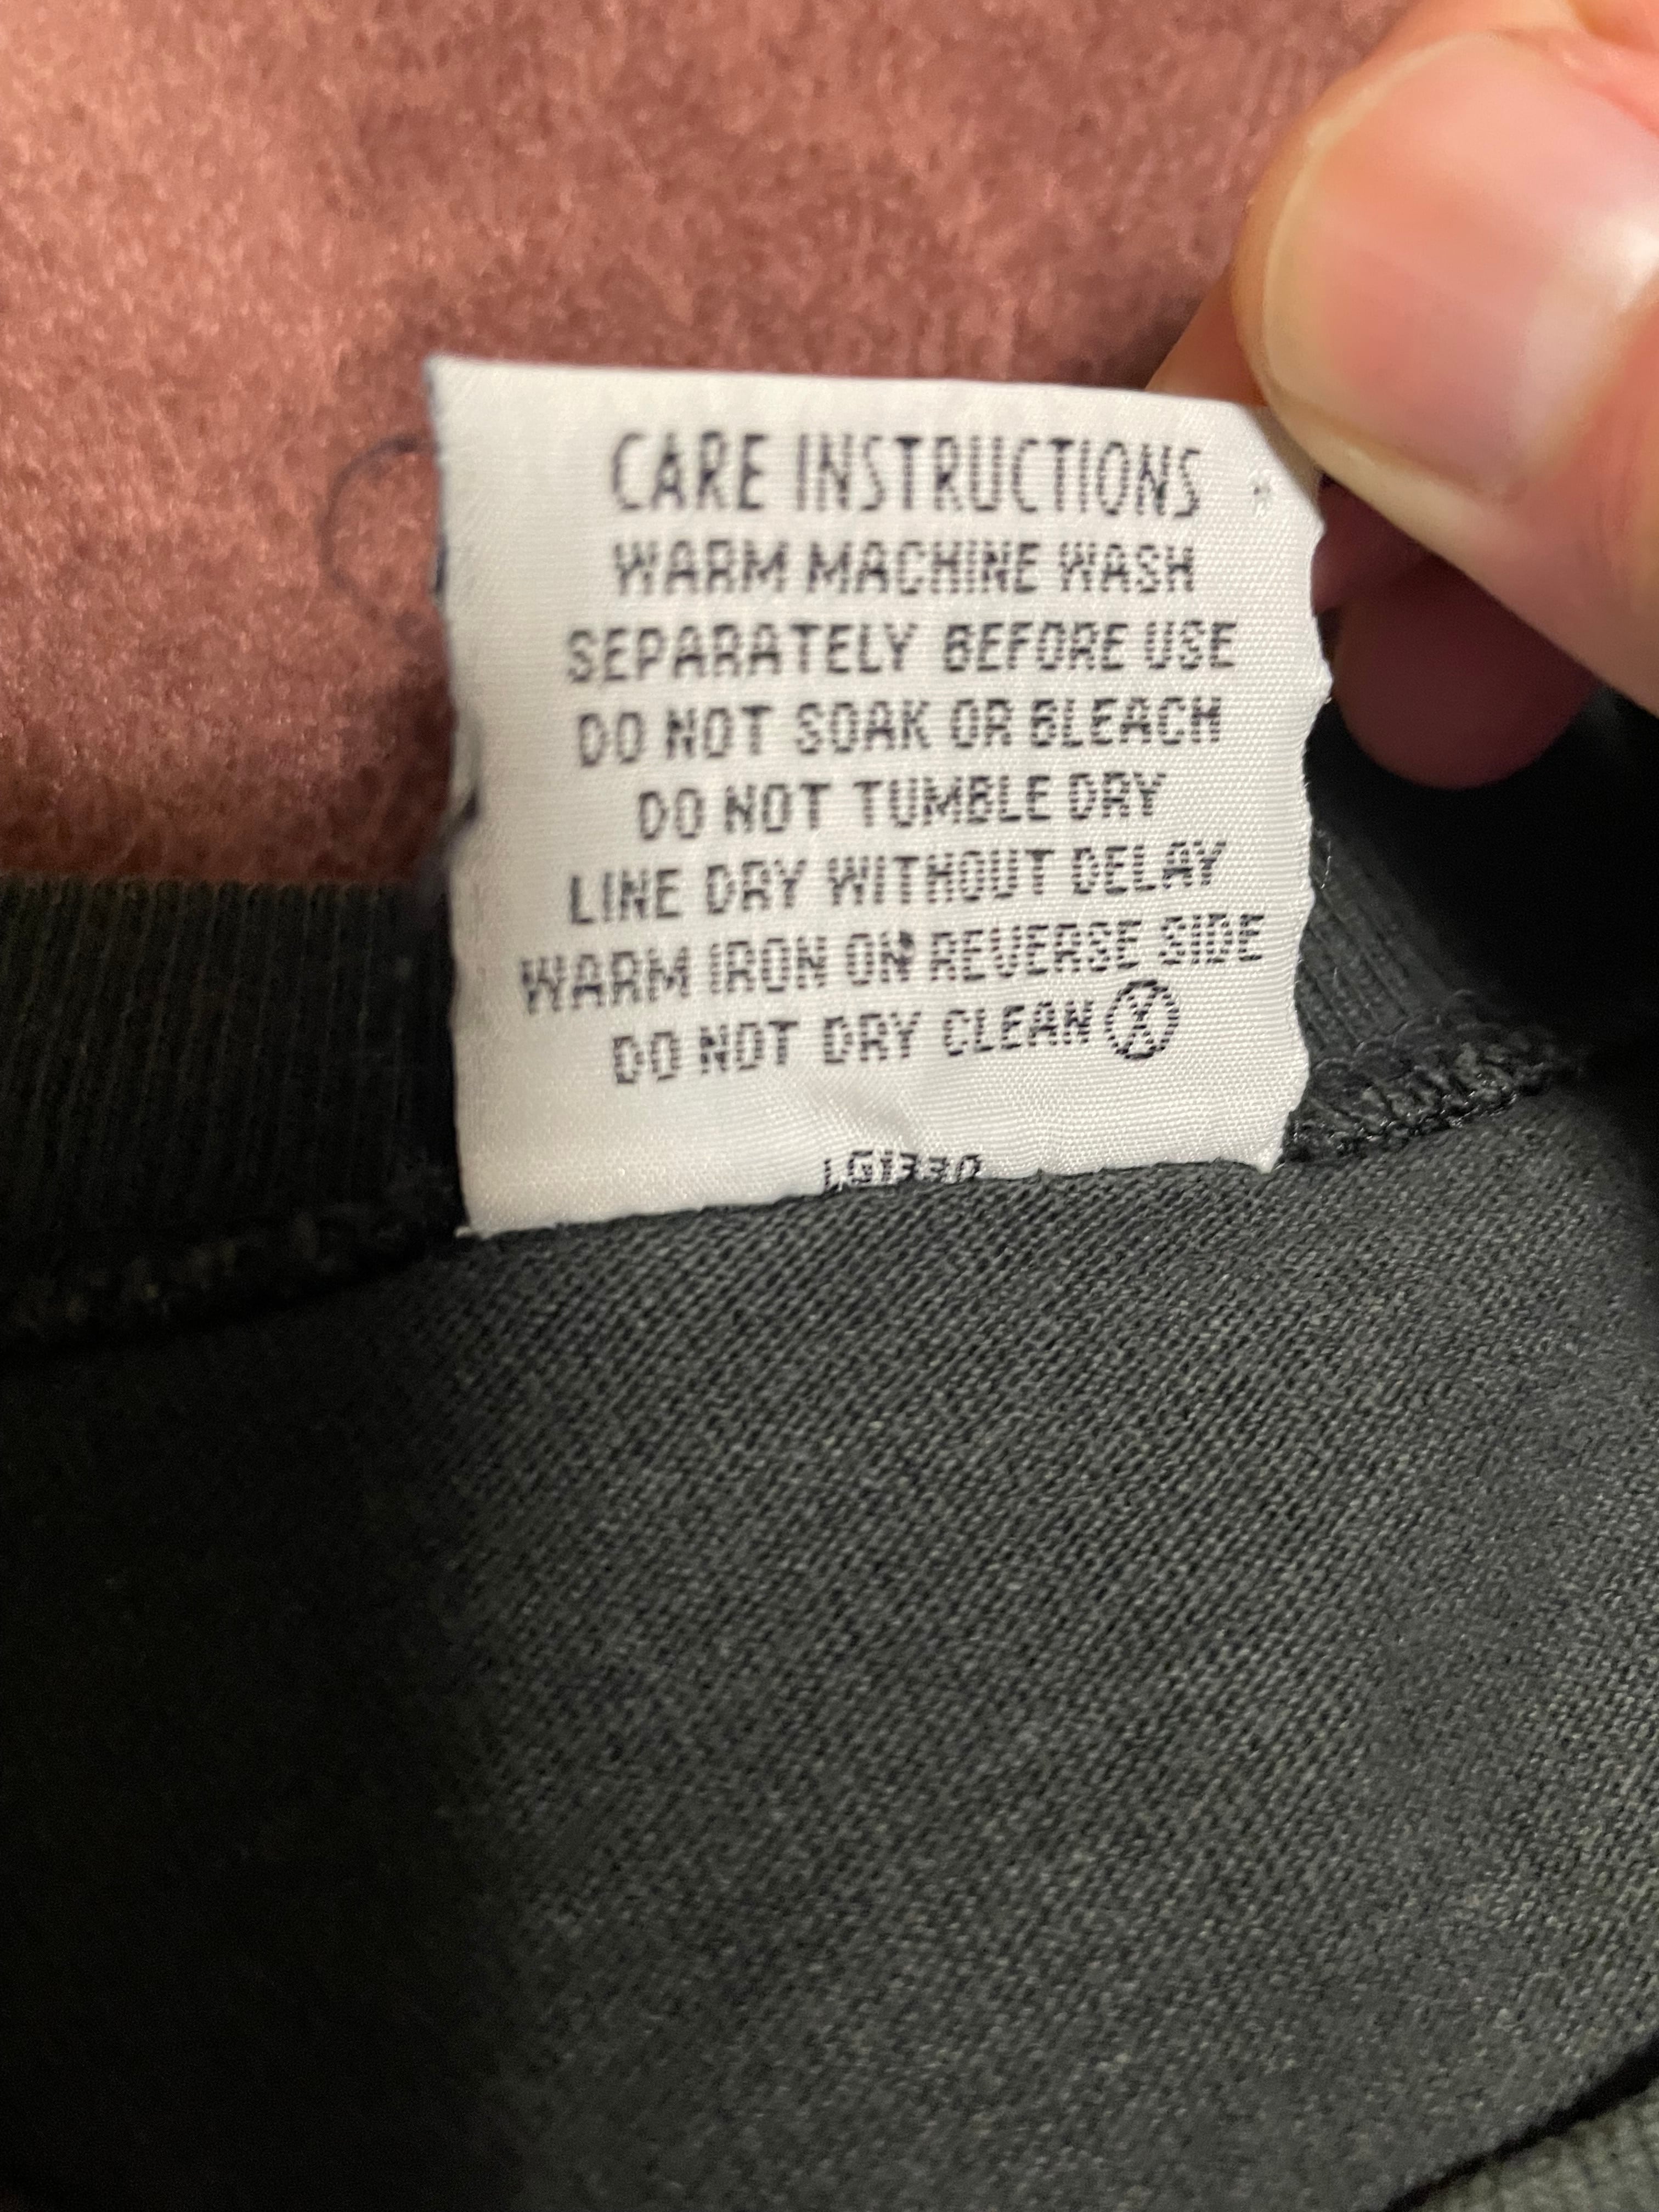 CARE INSTRUCTIONS
WARM MACHINE WASH
SEPARATELY BEFORE USE
DO NOT SOAK OR BLEACH
DO NOT TUMBLE DRY
LINE DRY WITHOUT DELAY
WARM IRON ON REVERSE SIDE
DO NOT DRY CLEAN